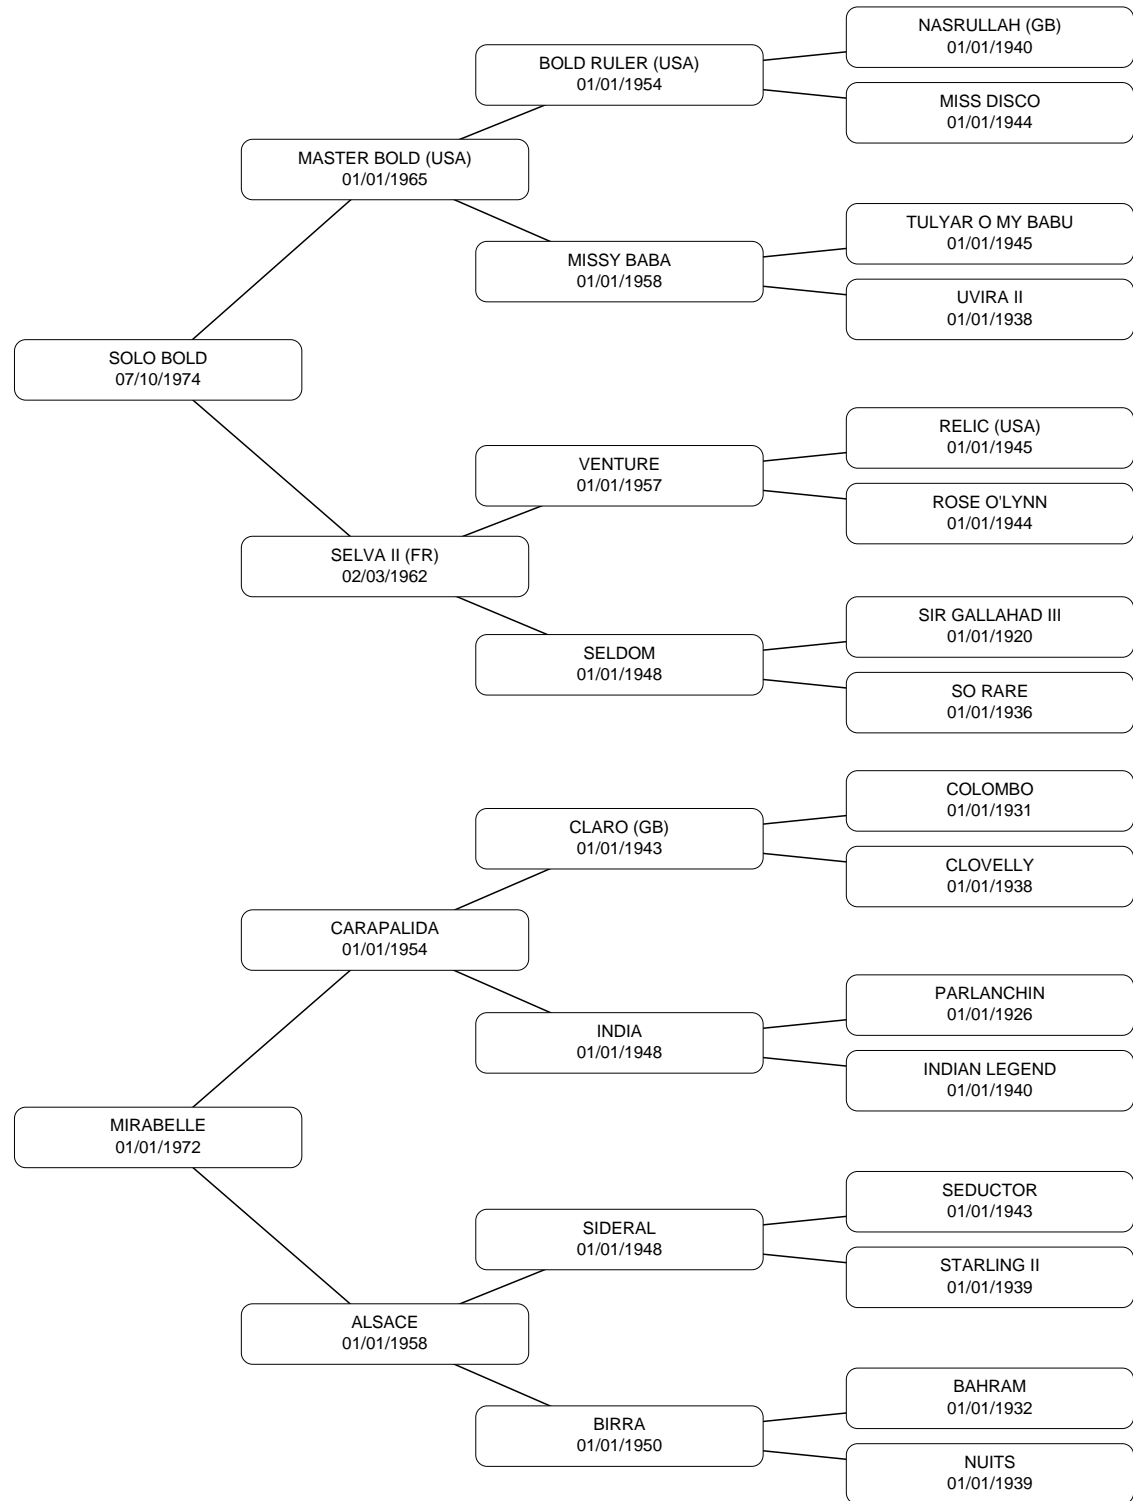 NASRULLAH (GB)
01/01/1940
BOLD RULER (USA)
01/01/1954
MISS DISCO
01/01/1944
MASTER BOLD (USA)
01/01/1965
TULYAR O MY BABU
01/01/1945
MISSY BABA
01/01/1958
UVIRA II
01/01/1938
SOLO BOLD
07/10/1974
RELIC (USA)
01/01/1945
VENTURE
01/01/1957
ROSE O'LYNN
01/01/1944
SELVA II (FR)
02/03/1962
SIR GALLAHAD III
01/01/1920
SELDOM
01/01/1948
SO RARE
01/01/1936
COLOMBO
01/01/1931
CLARO (GB)
01/01/1943
CLOVELLY
01/01/1938
CARAPALIDA
01/01/1954
PARLANCHIN
01/01/1926
INDIA
01/01/1948
INDIAN LEGEND
01/01/1940
MIRABELLE
01/01/1972
SEDUCTOR
01/01/1943
SIDERAL
01/01/1948
STARLING II
01/01/1939
ALSACE
01/01/1958
BAHRAM
01/01/1932
BIRRA
01/01/1950
NUITS
01/01/1939